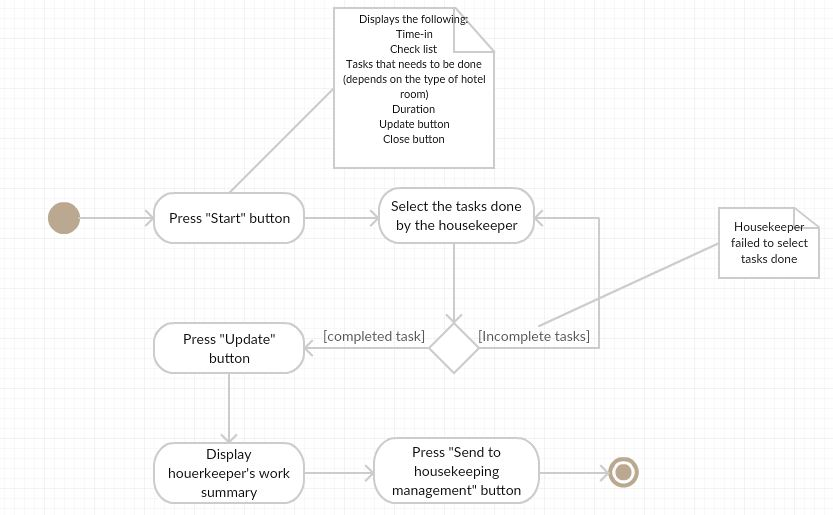 Displays the following:
Time-in
Check list
Tasks that needs to be done
(depends on the type of hotel
room)
Duration
Update button
Close button
Press "Start" button
Select the tasks done
by the housekeeper
Housekeeper
failed to select
tasks done
Press "Update"
button
[completed task]
[Incomplete tasks]
Display
houerkeeper's work
summary
Press "Send to
housekeeping
management" button